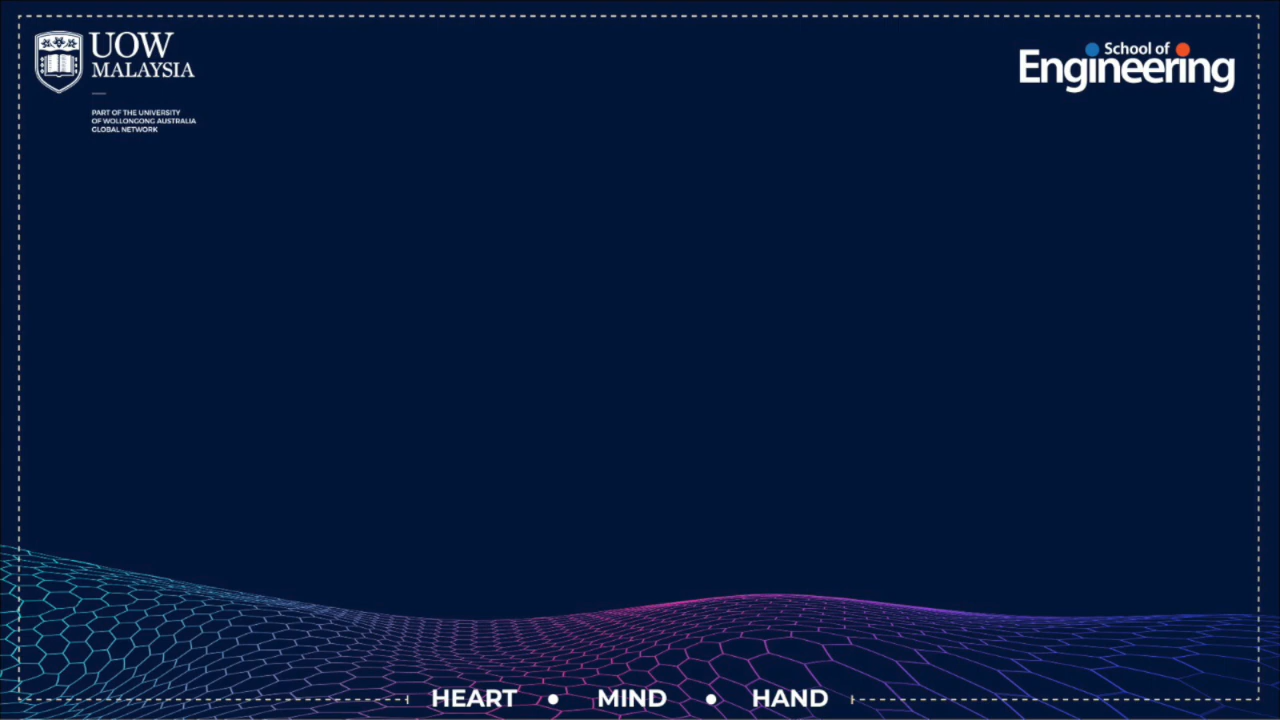 UOW
MALAYSIA
PART OF THE UNIVERSITY
OF WOLLONGONG AUSTRALIA
GLOBAL NETWORK
School of
Engineering
HEART • MIND • HAND